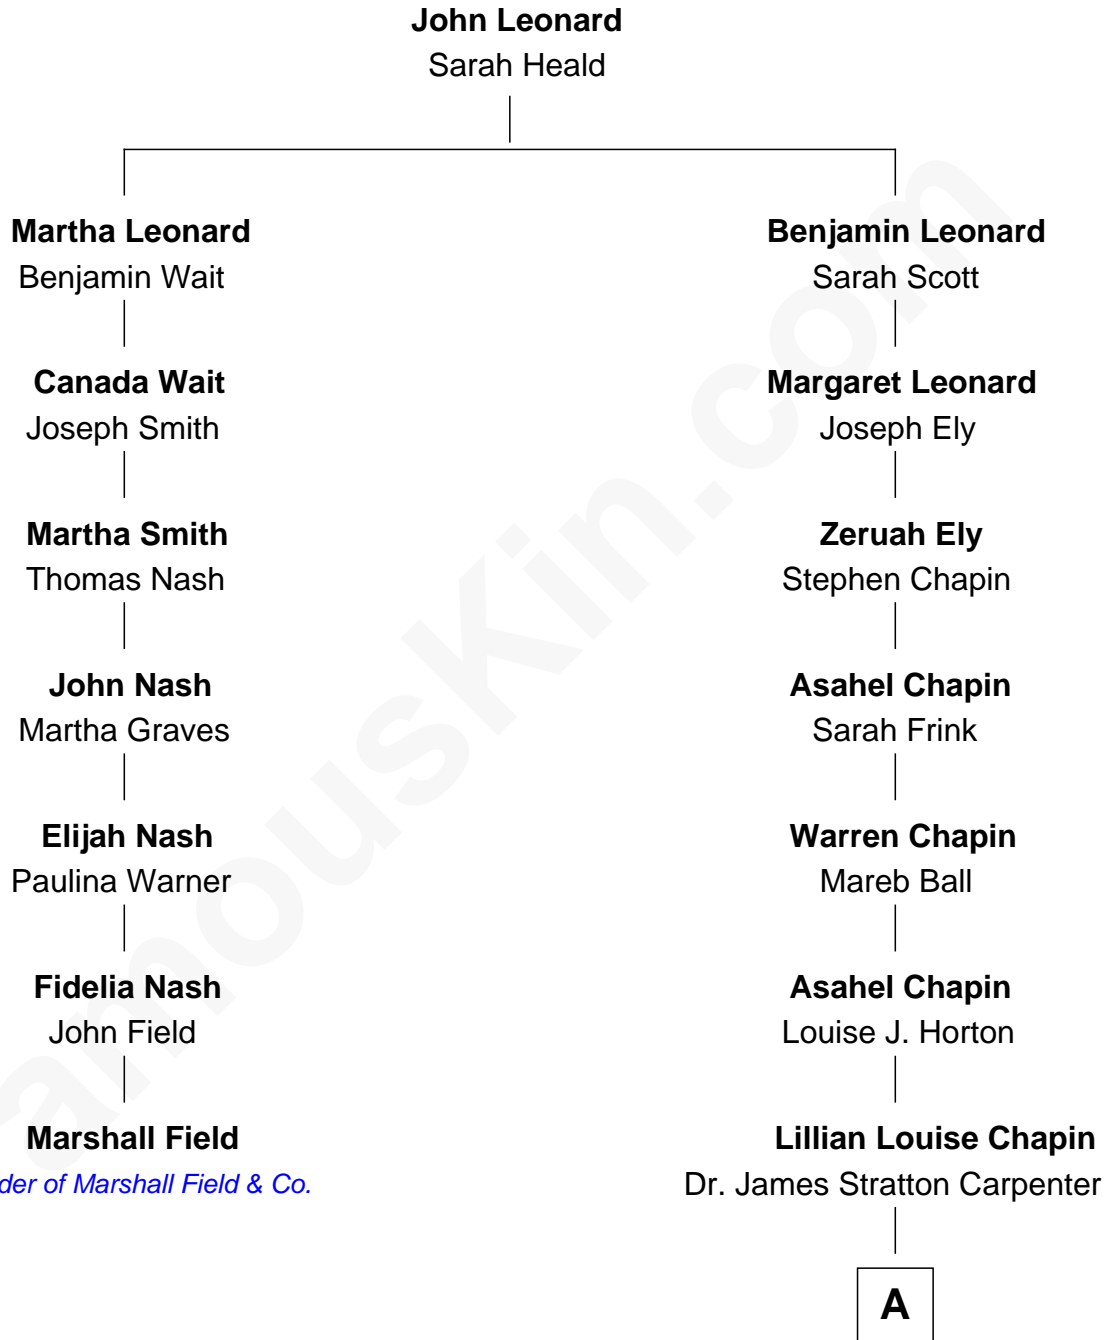 John Leonard
Sarah Heald
Martha Leonard
Benjamin Wait
Benjamin Leonard
Sarah Scott
Canada Wait
Joseph Smith
Margaret Leonard
Joseph Ely
Martha Smith
Thomas Nash
Zeruah Ely
Stephen Chapin
John Nash
Martha Graves
Asahel Chapin
Sarah Frink
Elijah Nash
Paulina Warner
Warren Chapin
Mareb Ball
Fidelia Nash
John Field
Asahel Chapin
Louise J. Horton
Marshall Field
der of Marshall Field & Co.
Lillian Louise Chapin
Dr. James Stratton Carpenter
A
amouskin.com